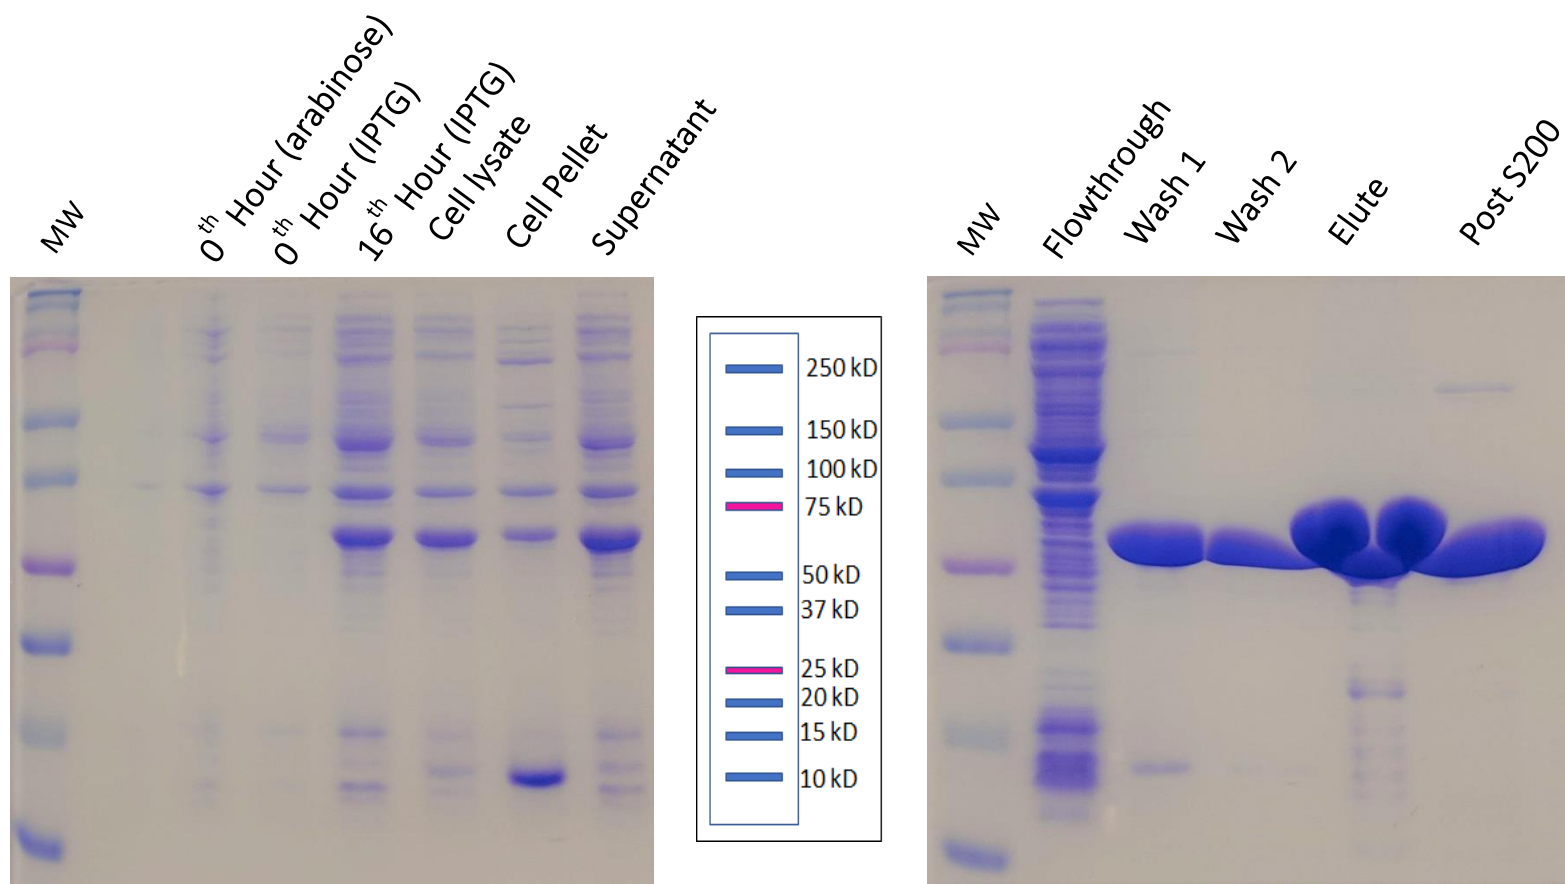 MW
0th Hour (arabinose)
0th Hour (IPTG)
16th Hour (IPTG)
Cell lysate
Cell Pellet
Supernatant
250 kD
150 kD
100 kD
75 kD
50 kD
37 kD
25 kD
20 kD
15 kD
10 kD
MW
Flowthrough
Wash 1
Wash 2
Elute
Post S200